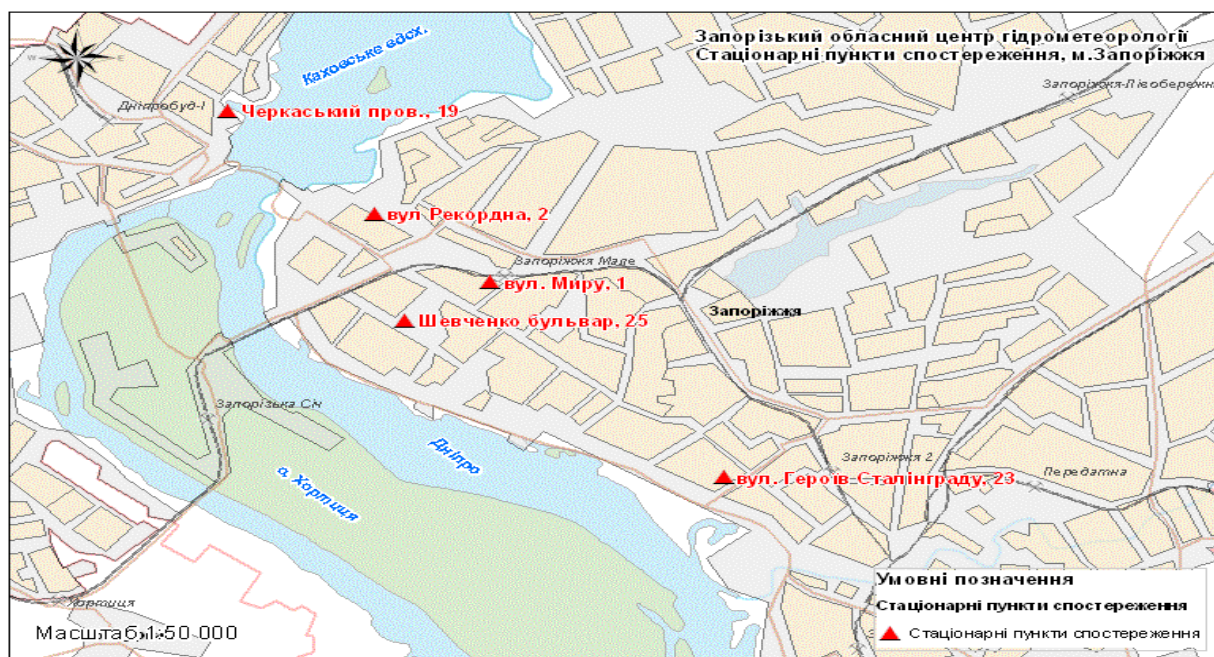 Запорізький обласний центр гідрометеорології
Стаціонарні пункти спостереження, м.Запоріжжя
W
E
Каховське вдсх.
Запоріжжя-Лівобережн
Дніпробуд-І
Черкаський пров., 19
вул Рекордна, 2
Запоріжжя Мале
вул. Миру, 1
Запоріжжя
Шевченко бульвар, 25
Запорізька Січ
Дніпро
о. Хортиця
Запоріжжя 2
Передатна
вул. Героїв Сталінграду, 23
Хортиця
Умовні позначення
Стаціонарні пункти спостереження
Стаціонарні пункти спостереження
Масштаб 1:50 000